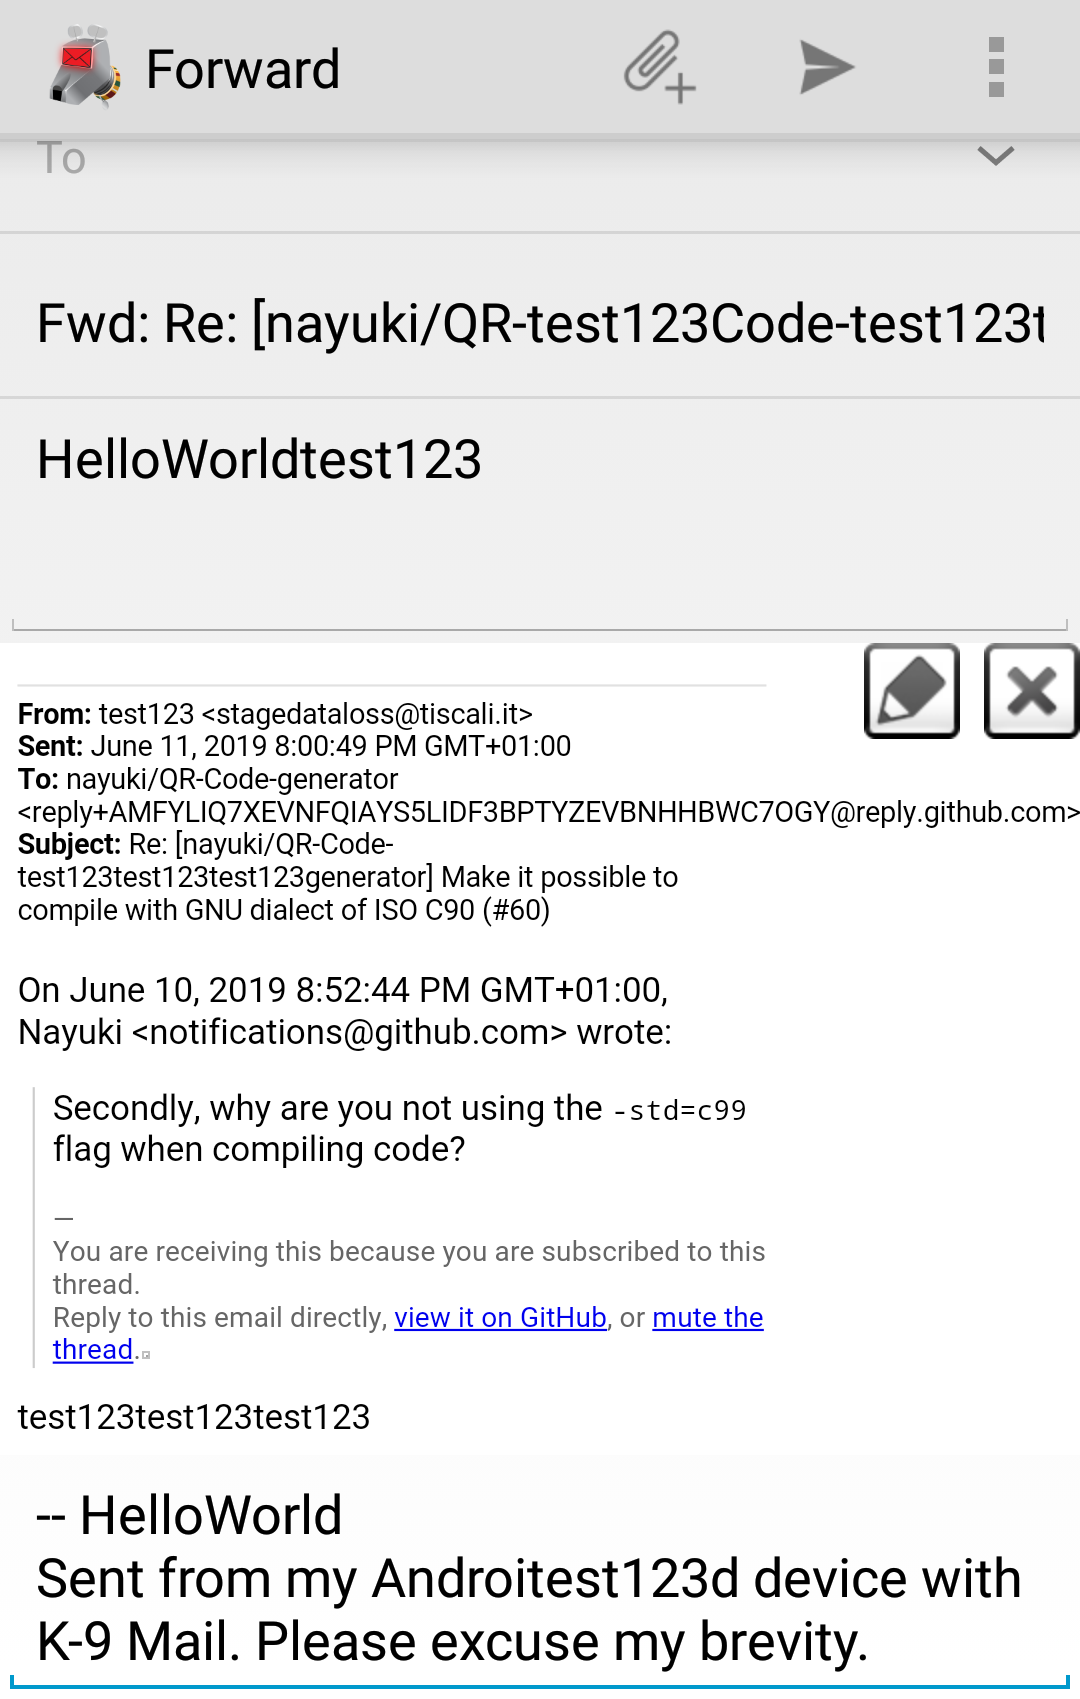 Forward
To
Fwd: Re: [nayuki/QR-test123Code-test123t
HelloWorldtest123
From: test123 <stagedataloss@tiscali.it>
Sent: June 11, 2019 8:00:49 PM GMT+01:00
To: nayuki/QR-Code-generator
<reply+AMFYLIQ7XEVNFQIAYS5LIDF3BPTYZEVBNHHBWC7OGY@reply.github.com>
Subject: Re: [nayuki/QR-Code-
test123test123test123generator] Make it possible to
compile with GNU dialect of ISO C90 (#60)
On June 10, 2019 8:52:44 PM GMT+01:00,
Nayuki <notifications@github.com> wrote:
Secondly, why are you not using the -std=c99
flag when compiling code?
—
You are receiving this because you are subscribed to this
thread.
Reply to this email directly, view it on GitHub, or mute the
thread.
test123test123test123
-- HelloWorld
Sent from my Androitest123d device with
K-9 Mail. Please excuse my brevity.